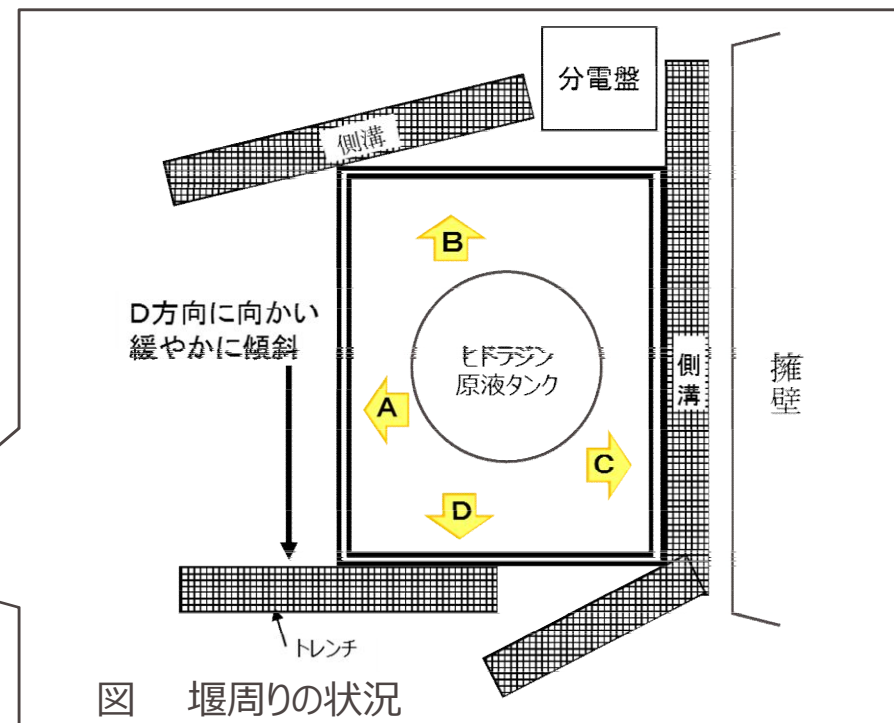 分電盤
側溝
B
D方向に向かい
緩やかに傾斜
ヒドラジン
原液タンク
側
溝
擁
壁
A
C
D
トレンチ
図 堰周りの状況